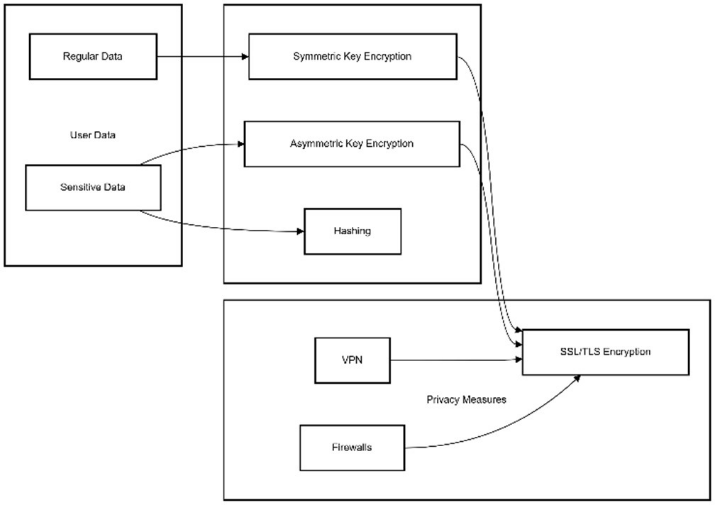 Regular Data
Symmetric Key Encryption
User Data
Asymmetric Key Encryption
Sensitive Data
Hashing
VPN
SSL/TLS Encryption
Privacy Measures
Firewalls